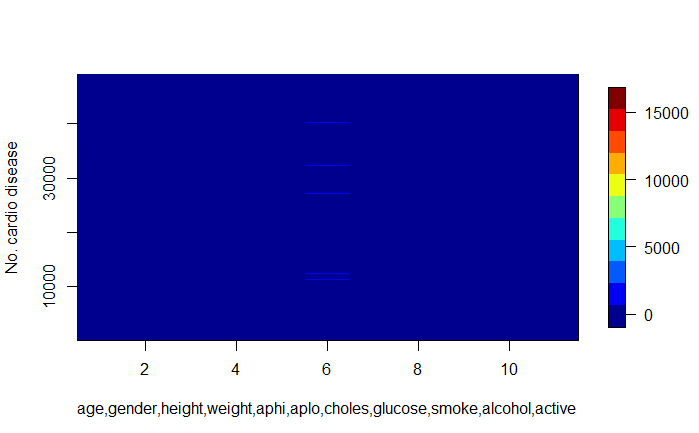 No. cardio disease
30000
10000
2 4 6 8 10
age,gender,height,weight,aphi,aplo,choles,glucose,smoke,alcohol,active
15000
10000
5000
0